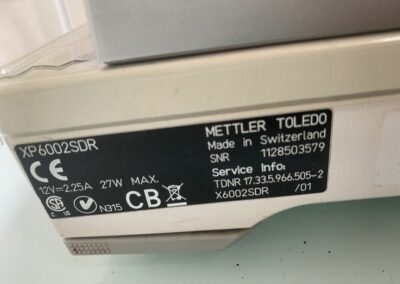 XP6002SDR
CE
12V⎓2.25A 27W MAX.
C US N315 CB
METTLER TOLEDO
Made in Switzerland
SNR 1128503579
Service Info:
TDNR 17.33.5.966.505-2
X6002SDR /01